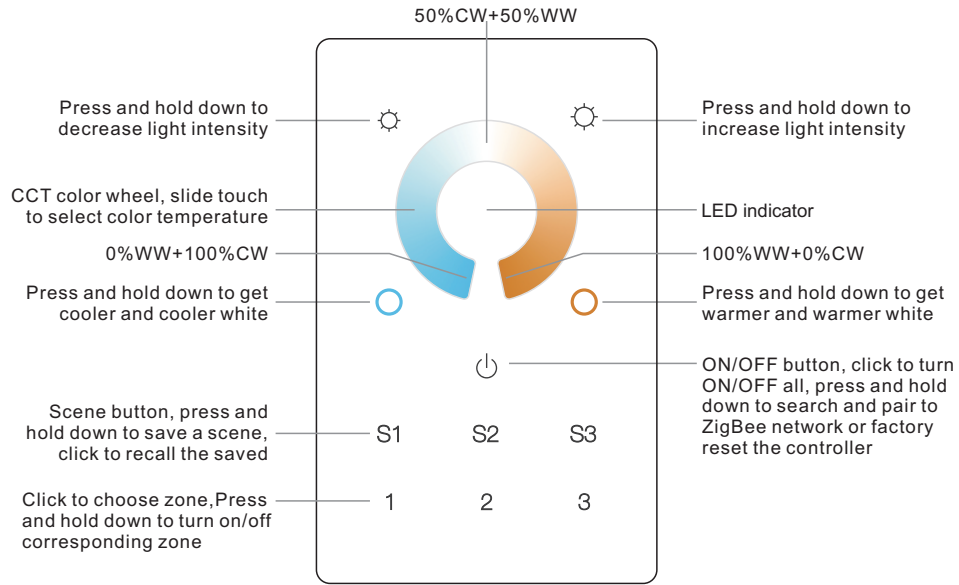 50%CW+50%WW
Press and hold down to
decrease light intensity
Press and hold down to
increase light intensity
CCT color wheel, slide touch
to select color temperature
LED indicator
0%WW+100%CW
100%WW+0%CW
Press and hold down to get
cooler and cooler white
Press and hold down to get
warmer and warmer white
ON/OFF button, click to turn
ON/OFF all, press and hold
down to search and pair to
ZigBee network or factory
reset the controller
Scene button, press and
hold down to save a scene,
click to recall the saved
S1 S2 S3
Click to choose zone,Press
and hold down to turn on/off
corresponding zone
1 2 3